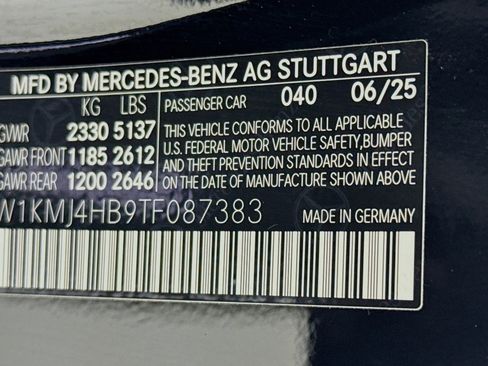 MFD BY MERCEDES-BENZ AG STUTTGART
KG LBS PASSENGER CAR 040 06/25
GVWR 2330 5137
GAWR FRONT 1185 2612
GAWR REAR 1200 2646
THIS VEHICLE CONFORMS TO ALL APPLICABLE
U.S. FEDERAL MOTOR VEHICLE SAFETY, BUMPER
AND THEFT PREVENTION STANDARDS IN EFFECT
ON THE DATE OF MANUFACTURE SHOWN ABOVE.
W1KMJ4HB9TF087383 MADE IN GERMANY